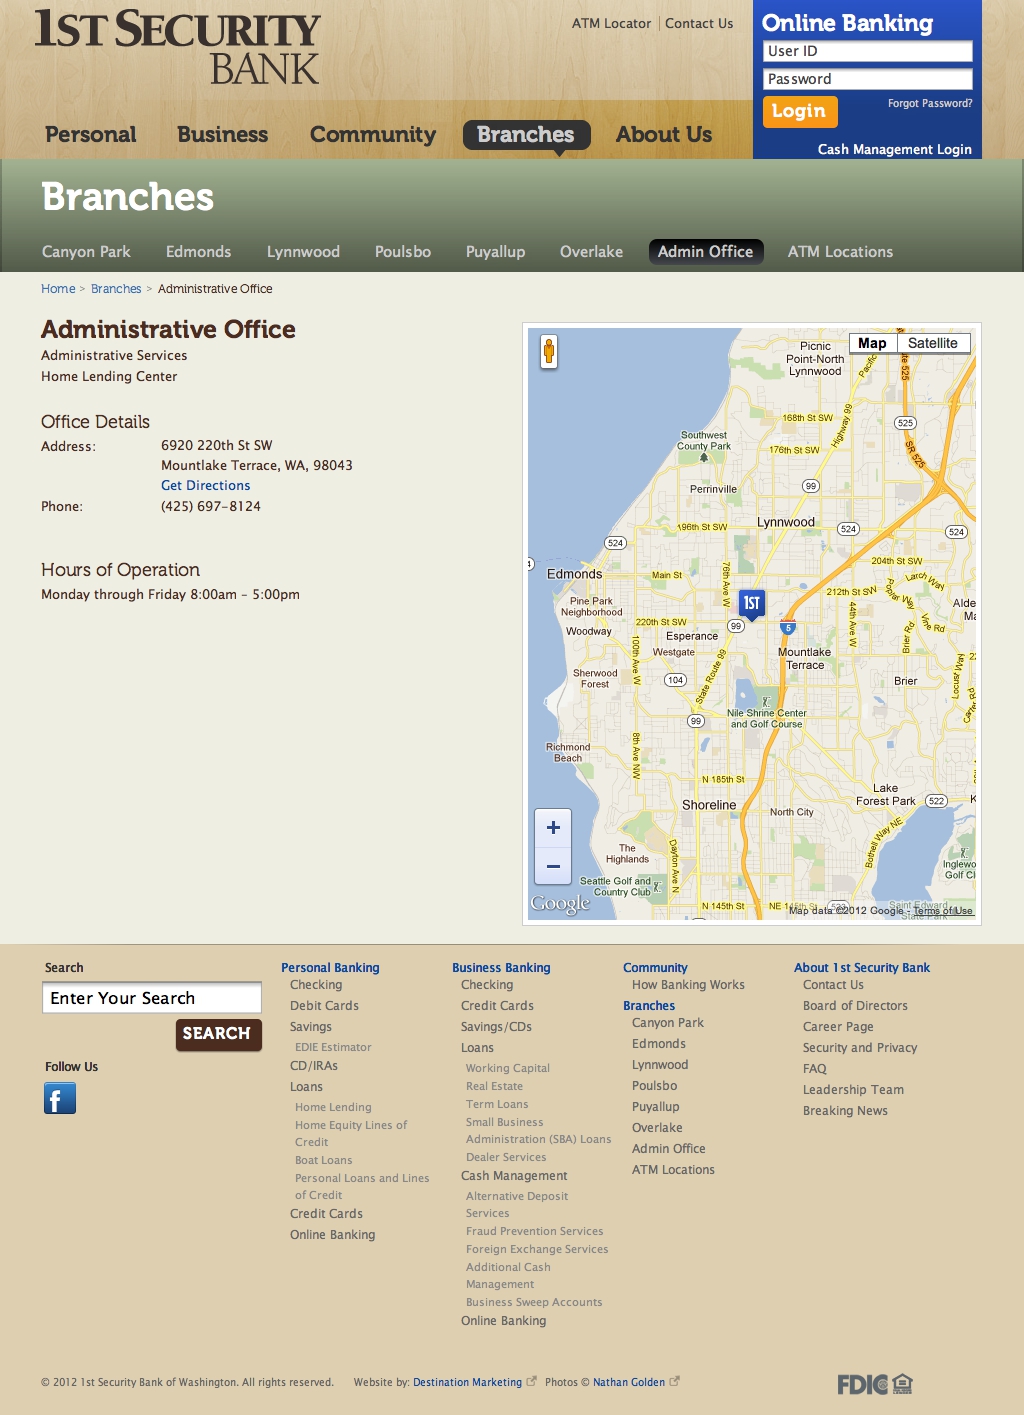 1ST SECURITY
BANK
ATM Locator
Contact Us
Online Banking
User ID
Password
Login
Forgot Password?
Cash Management Login
Personal
Business
Community
Branches
About Us
Branches
Canyon Park
Edmonds
Lynnwood
Poulsbo
Puyallup
Overlake
Admin Office
ATM Locations
Home > Branches > Administrative Office
Administrative Office
Administrative Services
Home Lending Center
Office Details
Address: 6920 220th St SW
Mountlake Terrace, WA, 98043
Get Directions
Phone: (425) 697-8124
Hours of Operation
Monday through Friday 8:00am - 5:00pm
Map
Satellite
Picnic
Point-North
Lynnwood
Pacific
te 525
168th St SW
Highway 99
525
SR 525
Southwest
County Park
176th St SW
Perrinville
99
196th St SW
Lynnwood
524
524
524
Edmonds
Main St
76th Ave W
204th St SW
Larch Way
212th St SW
Poplar Way
Pine Park
Neighborhood
1ST
44th Ave W
Alde
Ma
Vine Rd
Brier Rd
Woodway
220th St SW
99
5
Esperance
100th Ave W
Westgate
Mountlake
Terrace
Locust Way
Sherwood
Forest
104
State Route 99
Brier
99
Nile Shrine Center
and Golf Course
Richmond
Beach
8th Ave NW
N 185th St
Shoreline
North City
Lake
Forest Park
522
Bothell Way NE
The
Highlands
Dayton Ave N
Inglewo
Golf Cl
Seattle Golf and
Country Club
+
−
Google
N 145th St
NE 145th St
523
Saint Edward
State Park
Map data ©2012 Google - Terms of Use
Search
Enter Your Search
SEARCH
Follow Us
f
Personal Banking
Checking
Debit Cards
Savings
EDIE Estimator
CD/IRAs
Loans
Home Lending
Home Equity Lines of
Credit
Boat Loans
Personal Loans and Lines
of Credit
Credit Cards
Online Banking
Business Banking
Checking
Credit Cards
Savings/CDs
Loans
Working Capital
Real Estate
Term Loans
Small Business
Administration (SBA) Loans
Dealer Services
Cash Management
Alternative Deposit
Services
Fraud Prevention Services
Foreign Exchange Services
Additional Cash
Management
Business Sweep Accounts
Online Banking
Community
How Banking Works
Branches
Canyon Park
Edmonds
Lynnwood
Poulsbo
Puyallup
Overlake
Admin Office
ATM Locations
About 1st Security Bank
Contact Us
Board of Directors
Career Page
Security and Privacy
FAQ
Leadership Team
Breaking News
© 2012 1st Security Bank of Washington. All rights reserved.
Website by: Destination Marketing
Photos © Nathan Golden
FDIC